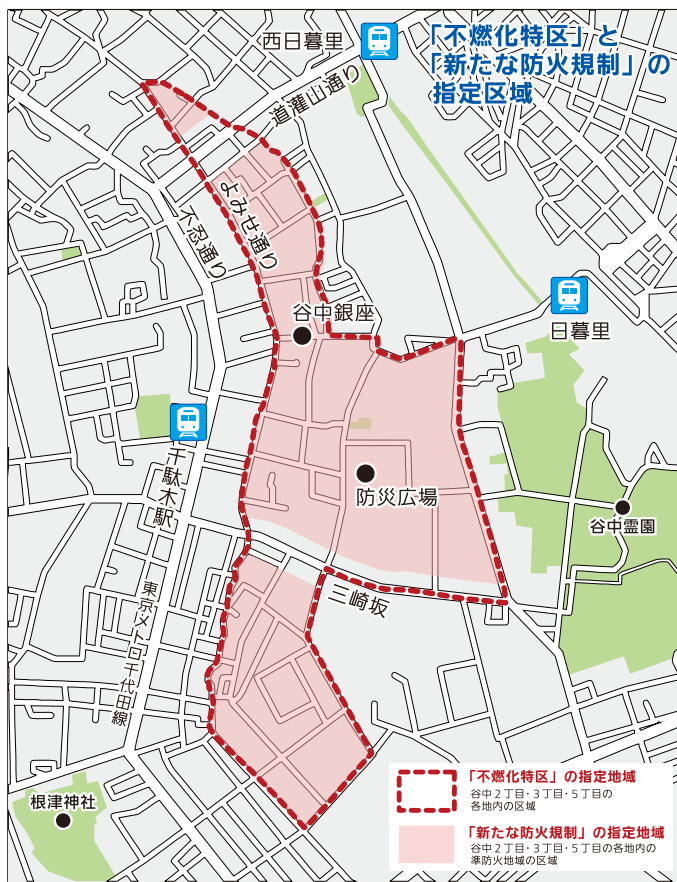 「不燃化特区」と
「新たな防火規制」の
指定区域
西日暮里
道灌山通り
よみせ通り
不忍通り
谷中銀座
日暮里
千駄木駅
防災広場
谷中霊園
三崎坂
東京メトロ千代田線
根津神社
「不燃化特区」の指定地域
谷中2丁目・3丁目・5丁目の
各地内の区域
「新たな防火規制」の指定地域
谷中2丁目・3丁目・5丁目の各地内の
準防火地域の区域